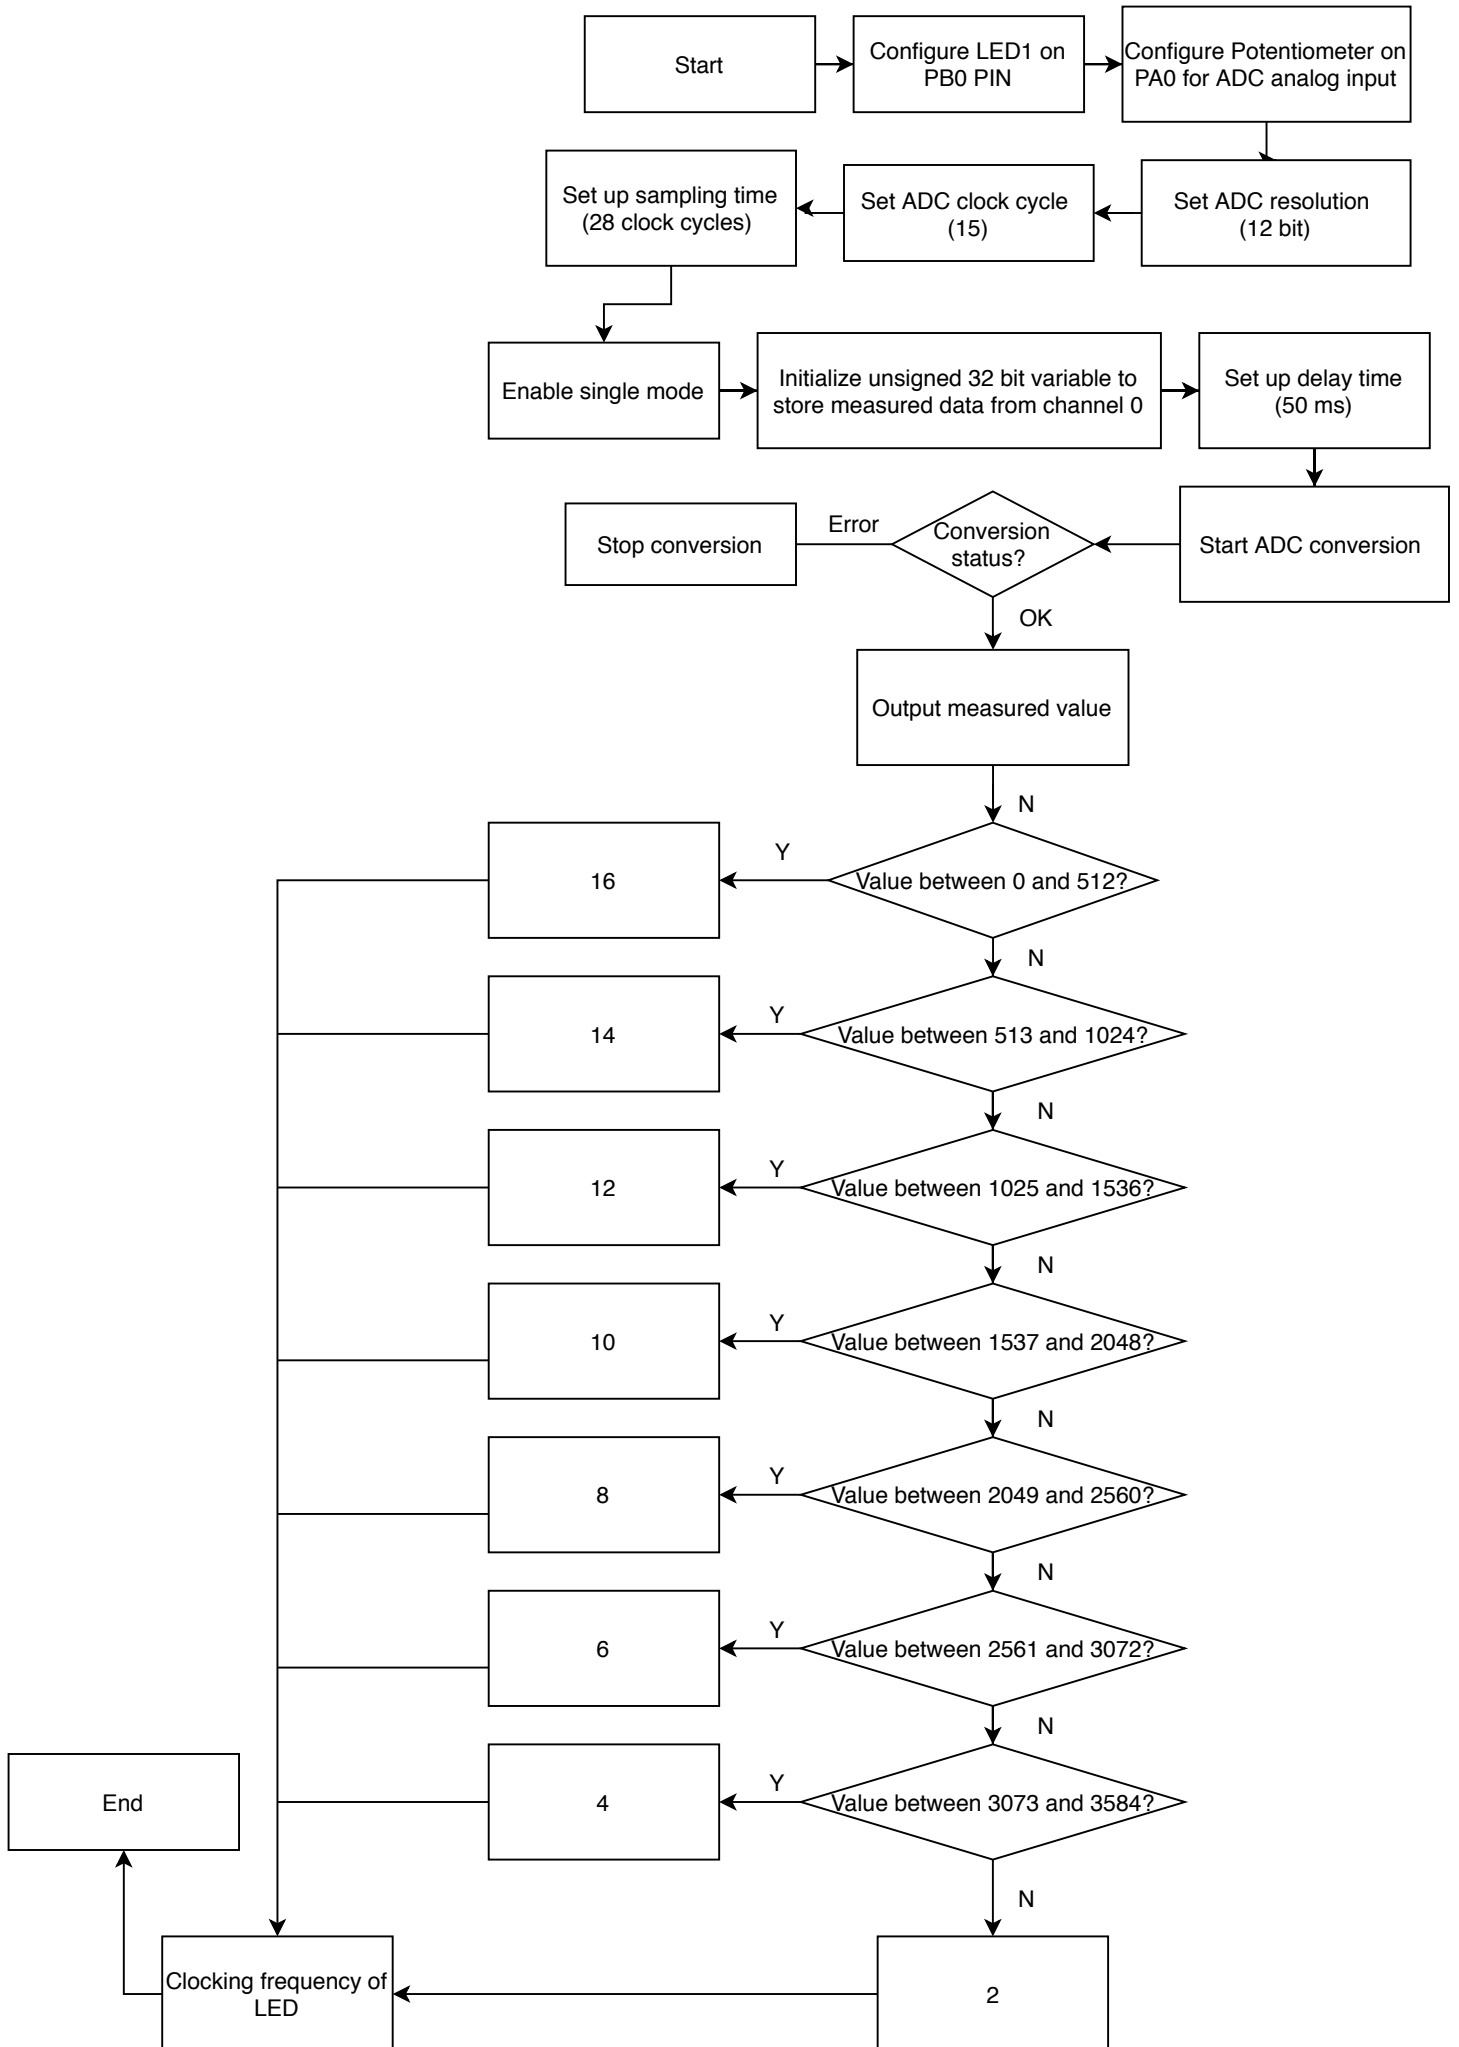 Start
Configure LED1 on
PB0 PIN
Configure Potentiometer on
PA0 for ADC analog input
Set up sampling time
(28 clock cycles)
Set ADC clock cycle
(15)
Set ADC resolution
(12 bit)
Enable single mode
Initialize unsigned 32 bit variable to
store measured data from channel 0
Set up delay time
(50 ms)
Stop conversion
Error
Conversion
status?
Start ADC conversion
OK
Output measured value
N
16
Y
Value between 0 and 512?
N
14
Y
Value between 513 and 1024?
N
12
Y
Value between 1025 and 1536?
N
10
Y
Value between 1537 and 2048?
N
8
Y
Value between 2049 and 2560?
N
6
Y
Value between 2561 and 3072?
N
End
4
Y
Value between 3073 and 3584?
N
Clocking frequency of
LED
2